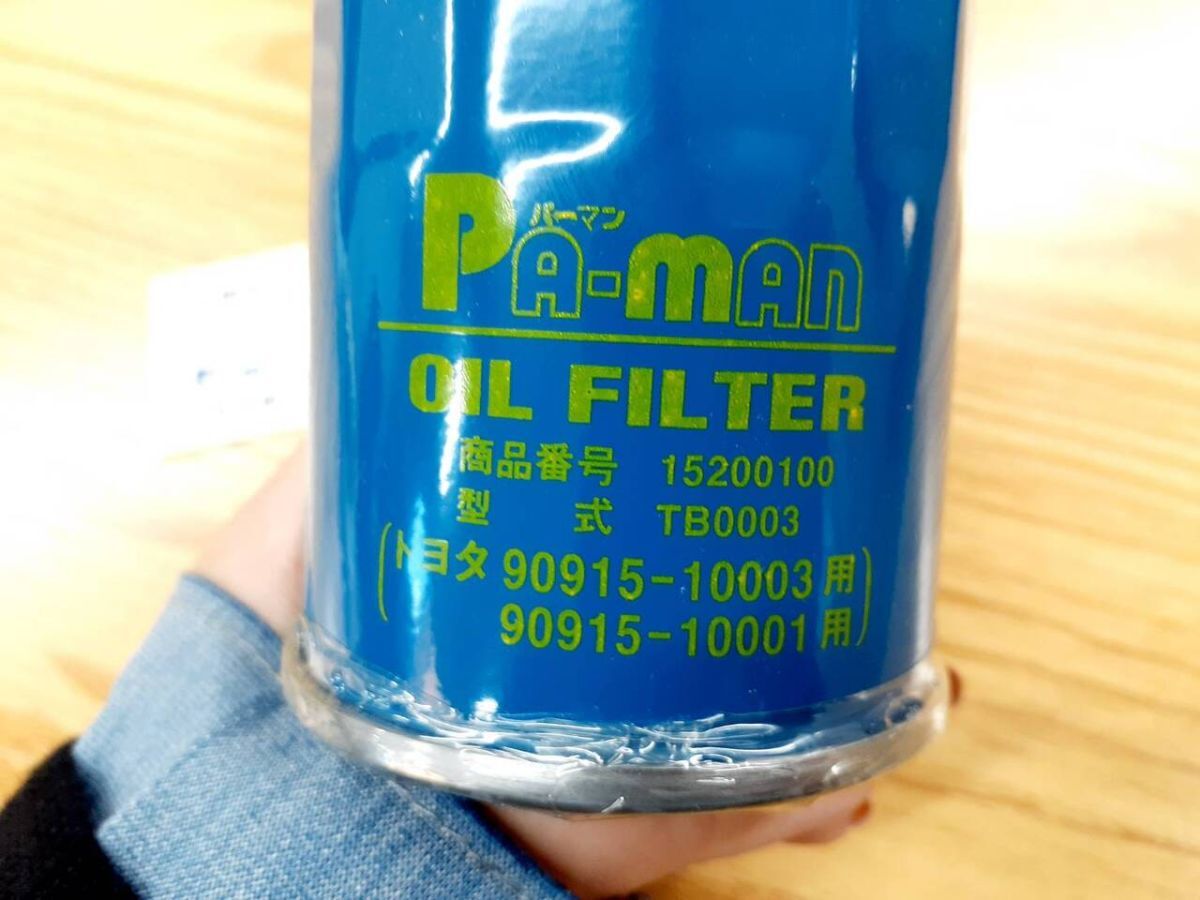 パーマン
PA-MAN
OIL FILTER
商品番号 15200100
型 式 TB0003
(トヨタ 90915-10003用
90915-10001用)